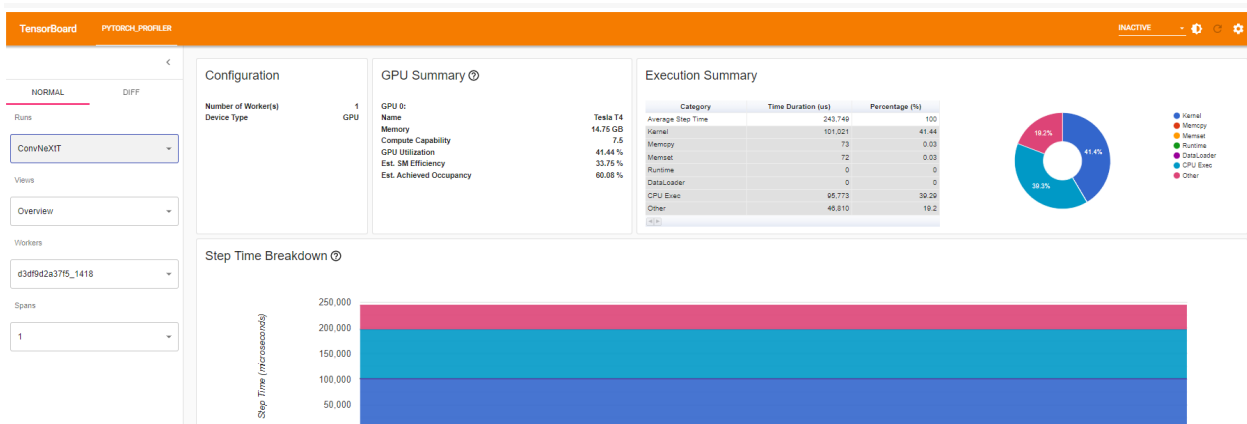 TensorBoard PYTORCH_PROFILER INACTIVE
NORMAL DIFF
Runs
ConvNeXtT
Views
Overview
Workers
d3df9d2a37f5_1418
Spans
1
Configuration
Number of Worker(s) 1
Device Type GPU
GPU Summary
GPU 0:
Name Tesla T4
Memory 14.75 GB
Compute Capability 7.5
GPU Utilization 41.44 %
Est. SM Efficiency 33.75 %
Est. Achieved Occupancy 60.08 %
Execution Summary
Category Time Duration (us) Percentage (%)
Average Step Time 243,749 100
Kernel 101,021 41.44
Memcpy 73 0.03
Memset 72 0.03
Runtime 0 0
DataLoader 0 0
CPU Exec 95,773 39.29
Other 46,810 19.2
19.2%
41.4%
39.3%
Kernel
Memcpy
Memset
Runtime
DataLoader
CPU Exec
Other
Step Time Breakdown
Step Time (microseconds)
250,000
200,000
150,000
100,000
50,000